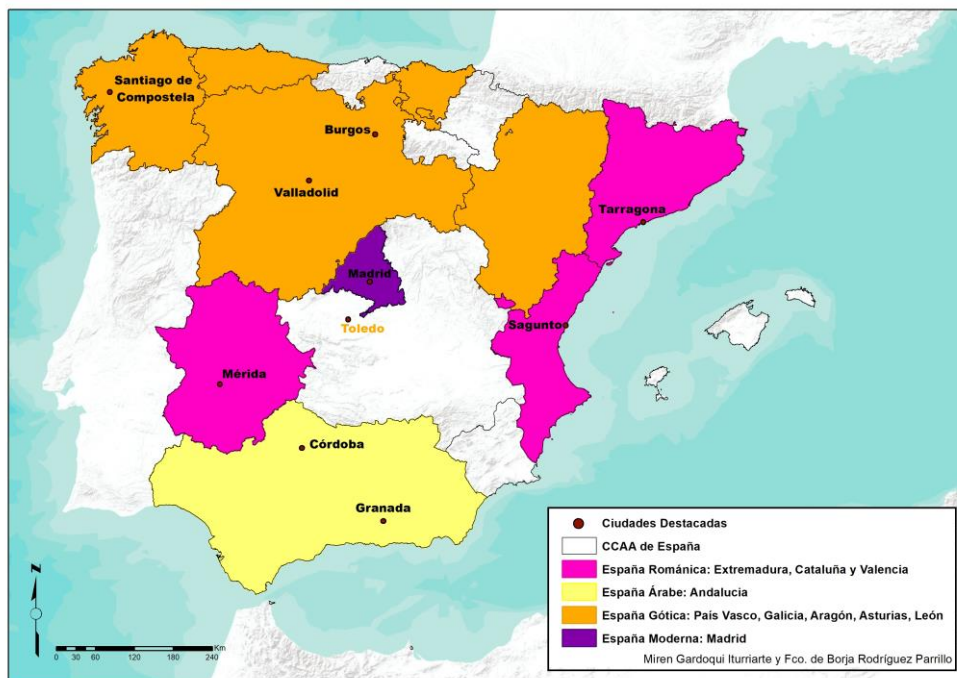 Santiago de
Compostela
Burgos
Valladolid
Tarragona
Madrid
Toledo
Sagunto
Mérida
Córdoba
Granada
Ciudades Destacadas
CCAA de España
España Románica: Extremadura, Cataluña y Valencia
España Árabe: Andalucia
España Gótica: País Vasco, Galicia, Aragón, Asturias, León
España Moderna: Madrid
Miren Gardoqui Iturriarte y Fco. de Borja Rodríguez Parrillo
N
Km
0 30 60 120 180 240